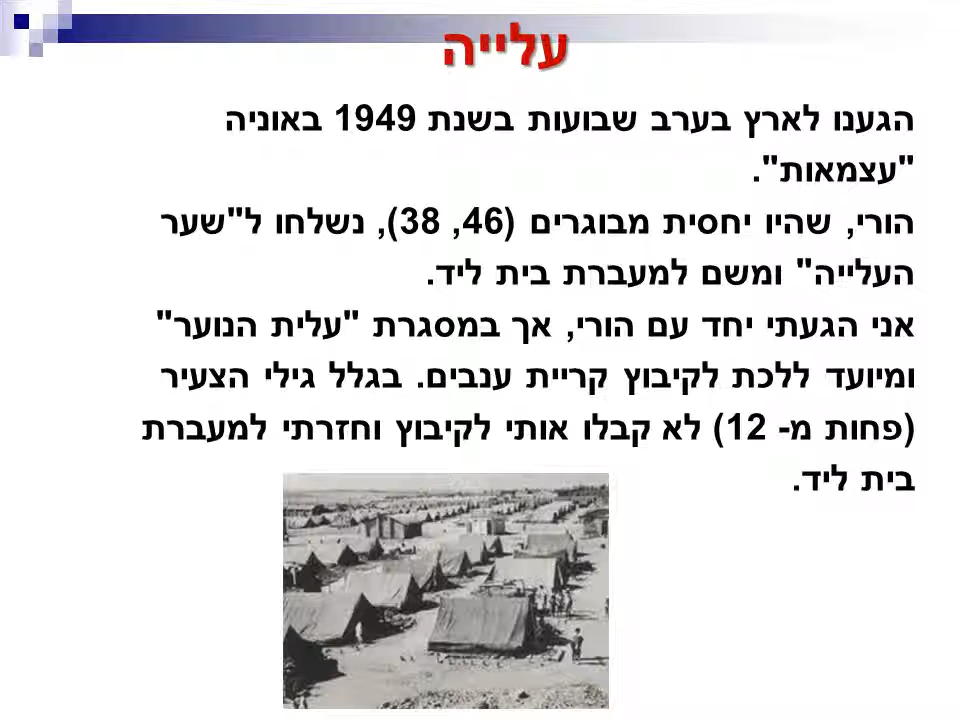 עלייה
הגענו לארץ בערב שבועות בשנת 1949 באוניה
"עצמאות".
הורי, שהיו יחסית מבוגרים (46, 38), נשלחו ל"שער
העלייה" ומשם למעברת בית ליד.
אני הגעתי יחד עם הורי, אך במסגרת "עלית הנוער"
ומיועד ללכת לקיבוץ קריית ענבים. בגלל גילי הצעיר
(פחות מ- 12) לא קבלו אותי לקיבוץ וחזרתי למעברת
בית ליד.